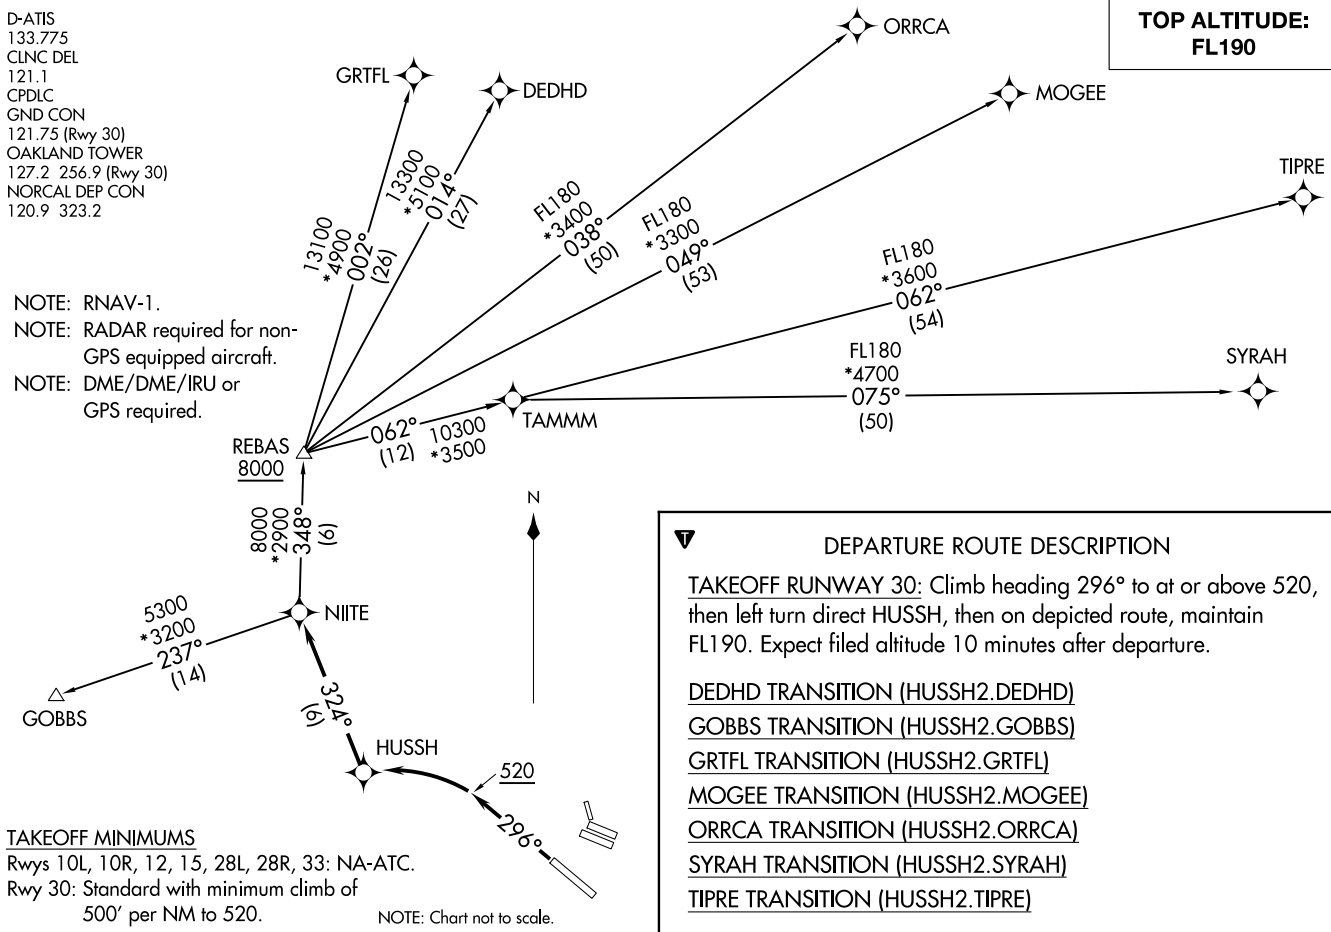 D-ATIS
133.775
CLNC DEL
121.1
CPDLC
GND CON
121.75 (Rwy 30)
OAKLAND TOWER
127.2 256.9 (Rwy 30)
NORCAL DEP CON
120.9 323.2
TOP ALTITUDE:
FL190
ORRCA
GRTFL
DEDHD
MOGEE
TIPRE
13100
*4900
002°
(26)
13300
*5100
014°
(27)
FL180
*3400
038°
(50)
FL180
*3300
049°
(53)
FL180
*3600
062°
(54)
NOTE: RNAV-1.
NOTE: RADAR required for non-
GPS equipped aircraft.
NOTE: DME/DME/IRU or
GPS required.
SYRAH
FL180
*4700
075°
(50)
TAMMM
062°
(12)
10300
*3500
REBAS
8000
8000
*2900
348°
(6)
N
NIITE
5300
*3200
237°
(14)
GOBBS
324°
(6)
HUSSH
520
296°
T
DEPARTURE ROUTE DESCRIPTION
TAKEOFF RUNWAY 30: Climb heading 296° to at or above 520,
then left turn direct HUSSH, then on depicted route, maintain
FL190. Expect filed altitude 10 minutes after departure.
DEDHD TRANSITION (HUSSH2.DEDHD)
GOBBS TRANSITION (HUSSH2.GOBBS)
GRTFL TRANSITION (HUSSH2.GRTFL)
MOGEE TRANSITION (HUSSH2.MOGEE)
ORRCA TRANSITION (HUSSH2.ORRCA)
SYRAH TRANSITION (HUSSH2.SYRAH)
TIPRE TRANSITION (HUSSH2.TIPRE)
TAKEOFF MINIMUMS
Rwys 10L, 10R, 12, 15, 28L, 28R, 33: NA-ATC.
Rwy 30: Standard with minimum climb of
500' per NM to 520.
NOTE: Chart not to scale.